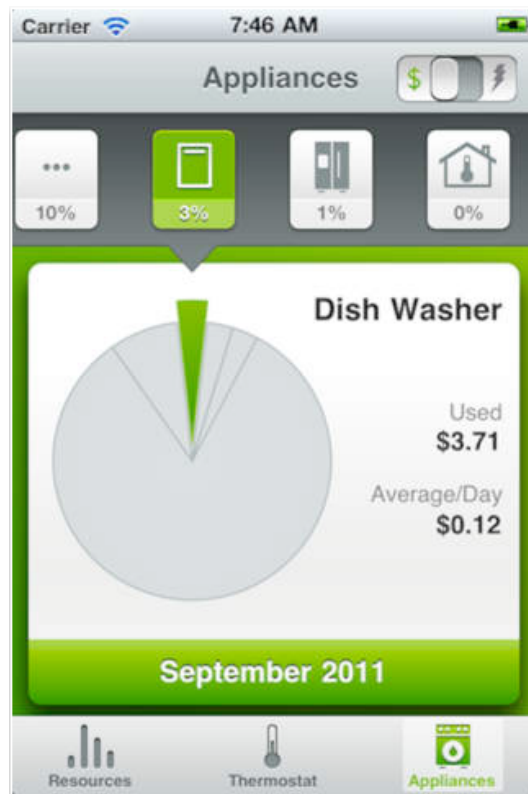 Carrier 7:46 AM
Appliances $
10% 3% 1% 0%
Dish Washer
Used
$3.71
Average/Day
$0.12
September 2011
Resources Thermostat Appliances